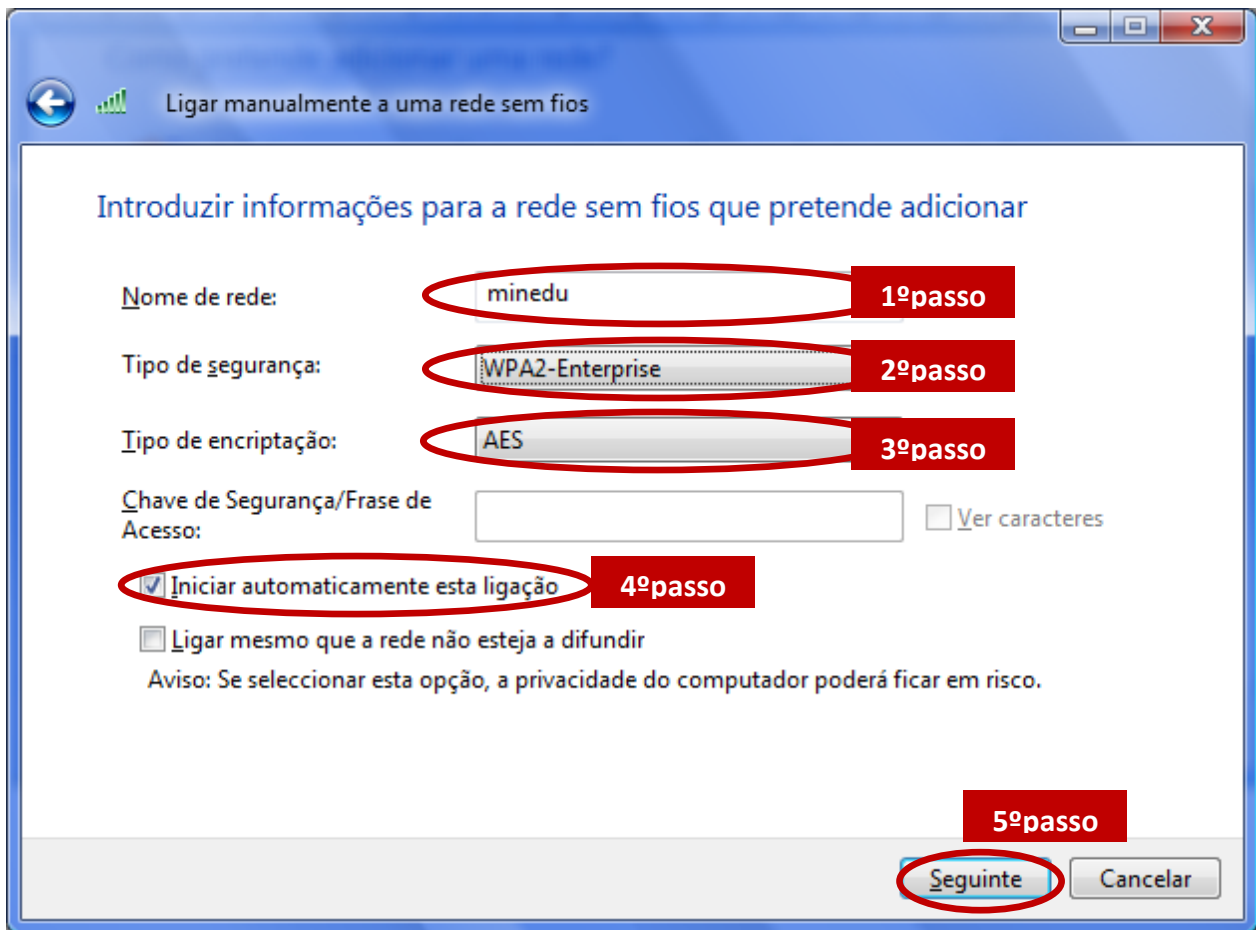 Ligar manualmente a uma rede sem fios
Introduzir informações para a rede sem fios que pretende adicionar
Nome de rede: minedu 1ºpasso
Tipo de segurança: WPA2-Enterprise 2ºpasso
Tipo de encriptação: AES 3ºpasso
Chave de Segurança/Frase de
Acesso:
Ver caracteres
Iniciar automaticamente esta ligação 4ºpasso
Ligar mesmo que a rede não esteja a difundir
Aviso: Se seleccionar esta opção, a privacidade do computador poderá ficar em risco.
5ºpasso
Seguinte Cancelar